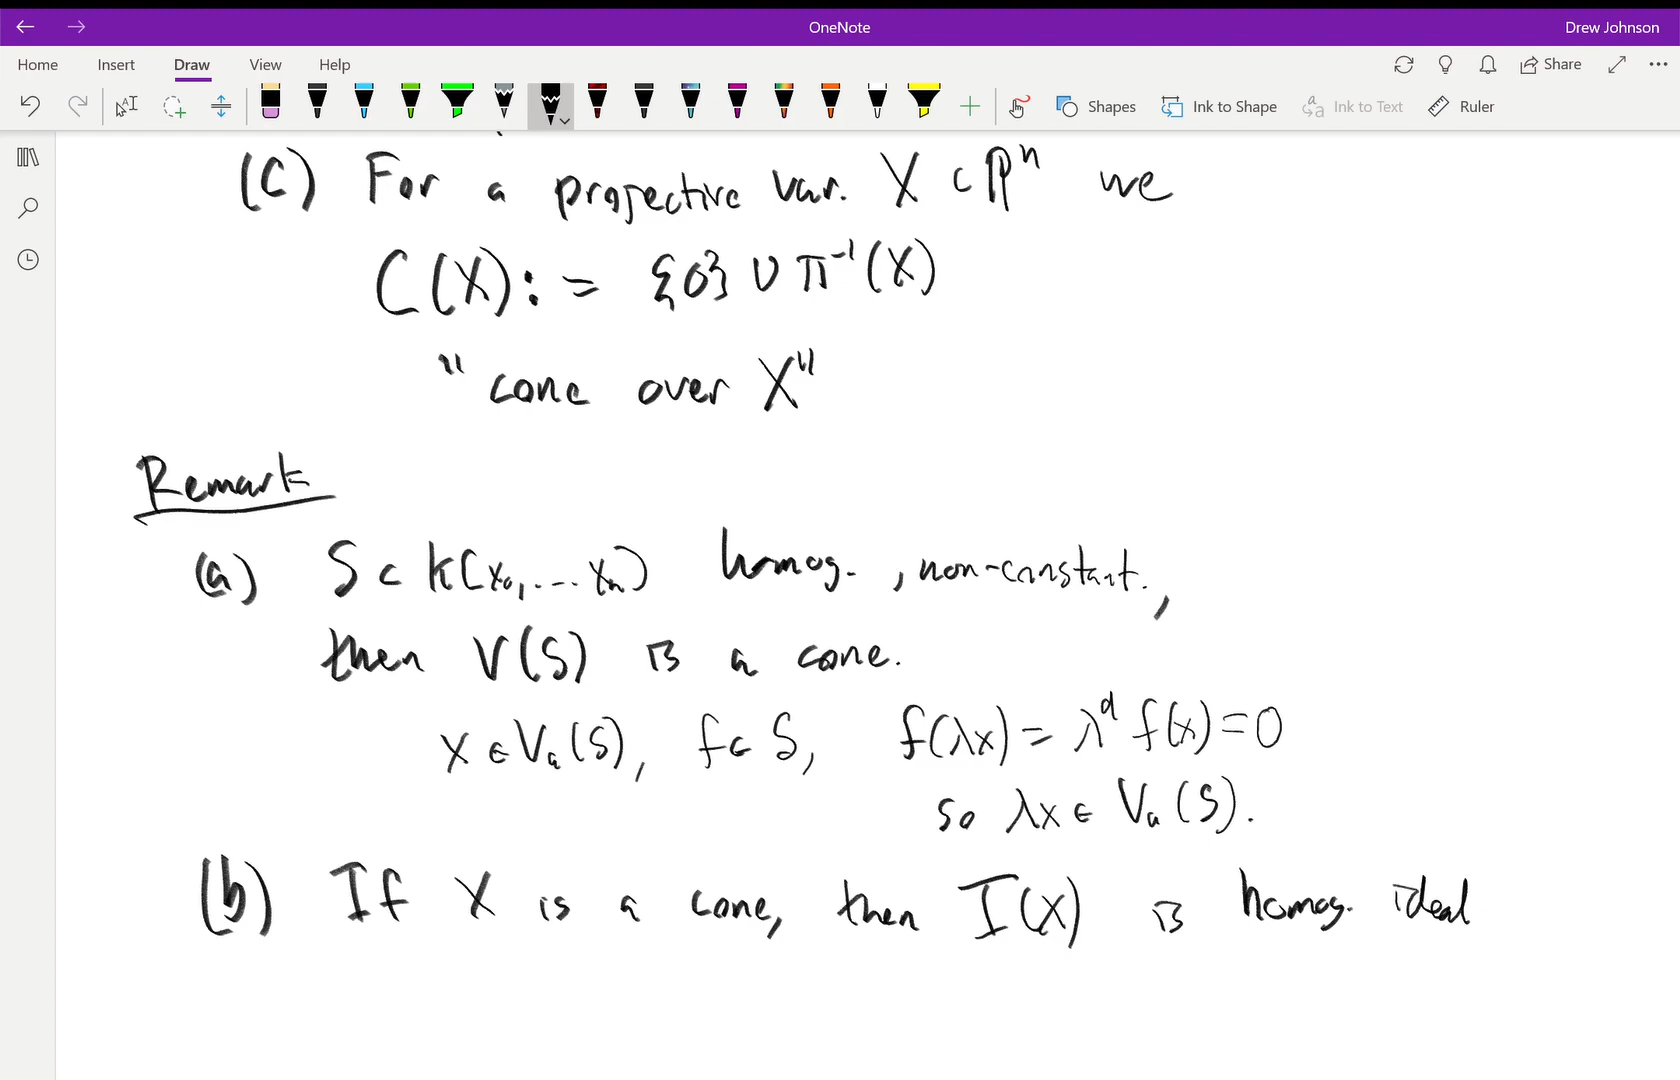 OneNote
Drew Johnson
Home Insert Draw View Help
Share
Shapes Ink to Shape Ink to Text Ruler
(C) For a projective var. X ⊂ ℙⁿ we
C(X) := {0} ∪ π⁻¹(X)
"cone over X"
Remark
(a) S ⊂ K(x₀, ... xₙ) homog. , non-constant.,
then V(S) is a cone.
x ∈ Vₐ(S), f ∈ S, f(λx) = λᵈ f(x) = 0
so λx ∈ Vₐ(S).
(b) If X is a cone, then I(X) is homog. ideal